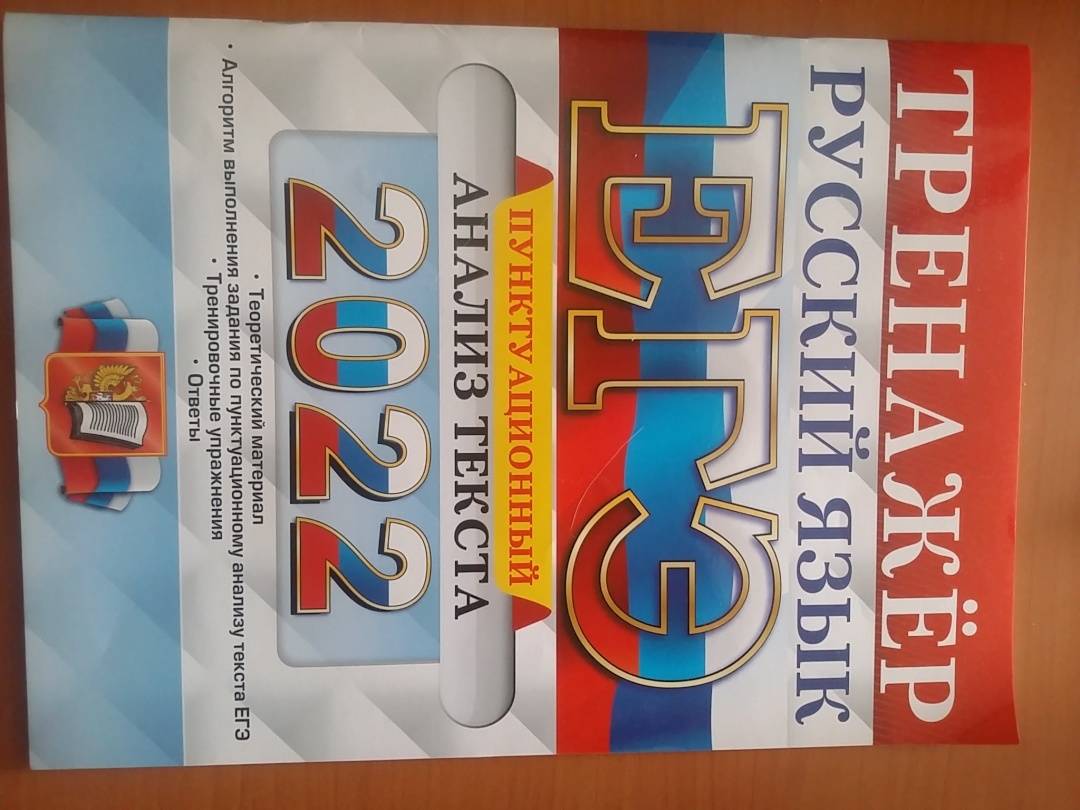 ТРЕНАЖЁР
РУССКИЙ ЯЗЫК
ЕГЭ
ПУНКТУАЦИОННЫЙ
АНАЛИЗ ТЕКСТА
2022
• Теоретический материал
• Алгоритм выполнения задания по пунктуационному анализу текста ЕГЭ
• Тренировочные упражнения
• Ответы